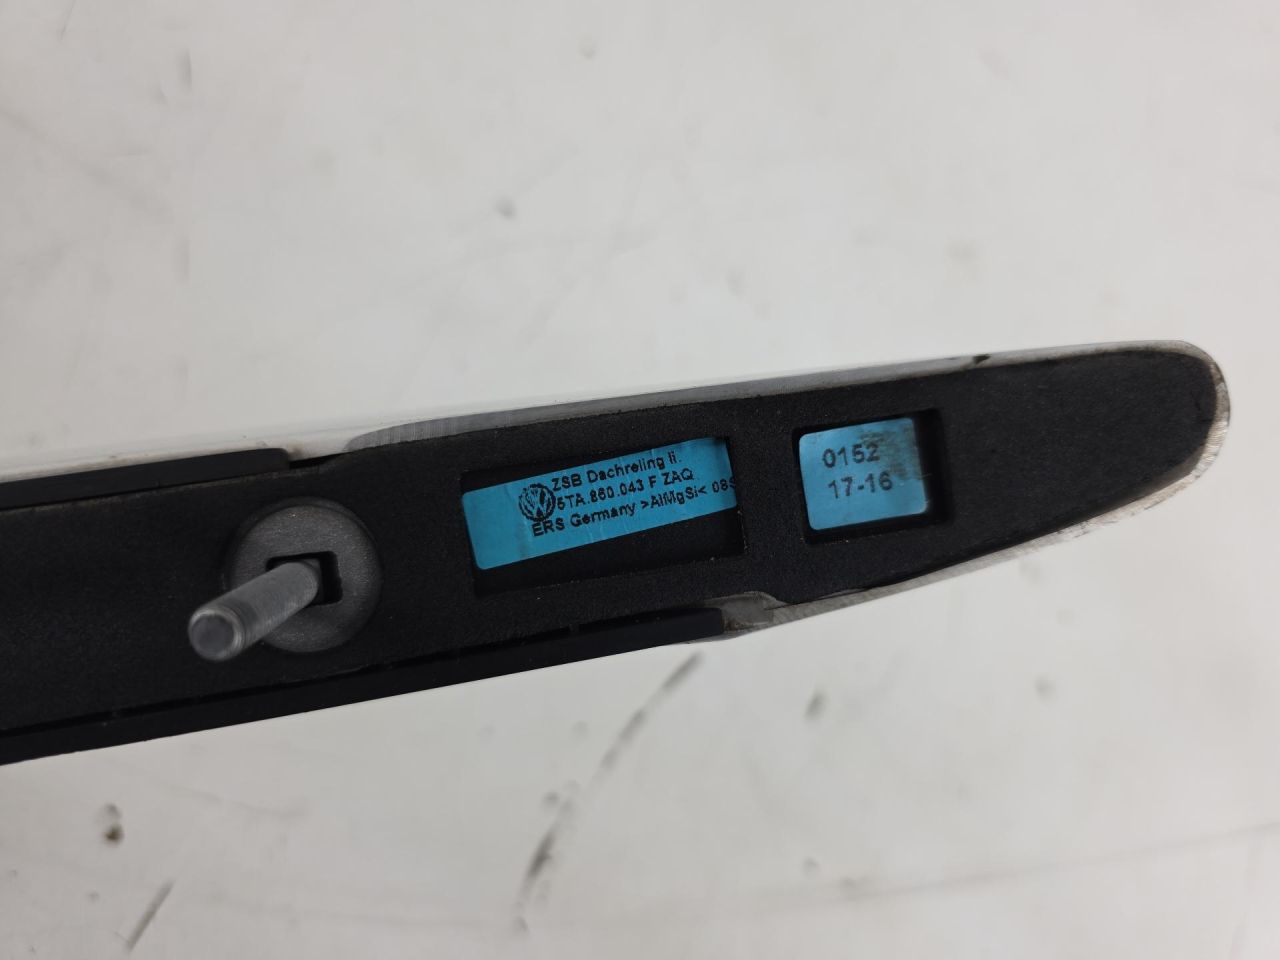 ZSB Dachreling li.
5TA.860.043 F ZAQ
ERS Germany >AlMgSi<
0152
17-16